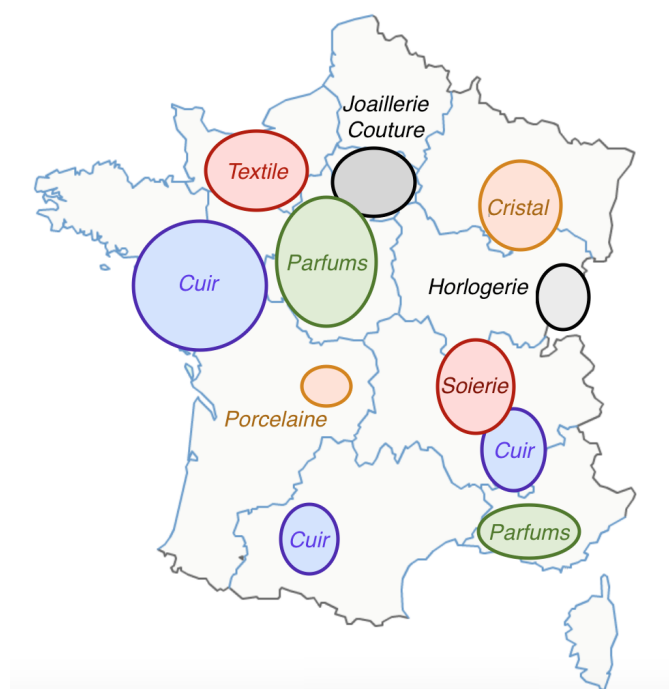 Joaillerie
Couture
Textile
Cristal
Parfums
Cuir
Horlogerie
Soierie
Porcelaine
Cuir
Cuir
Parfums